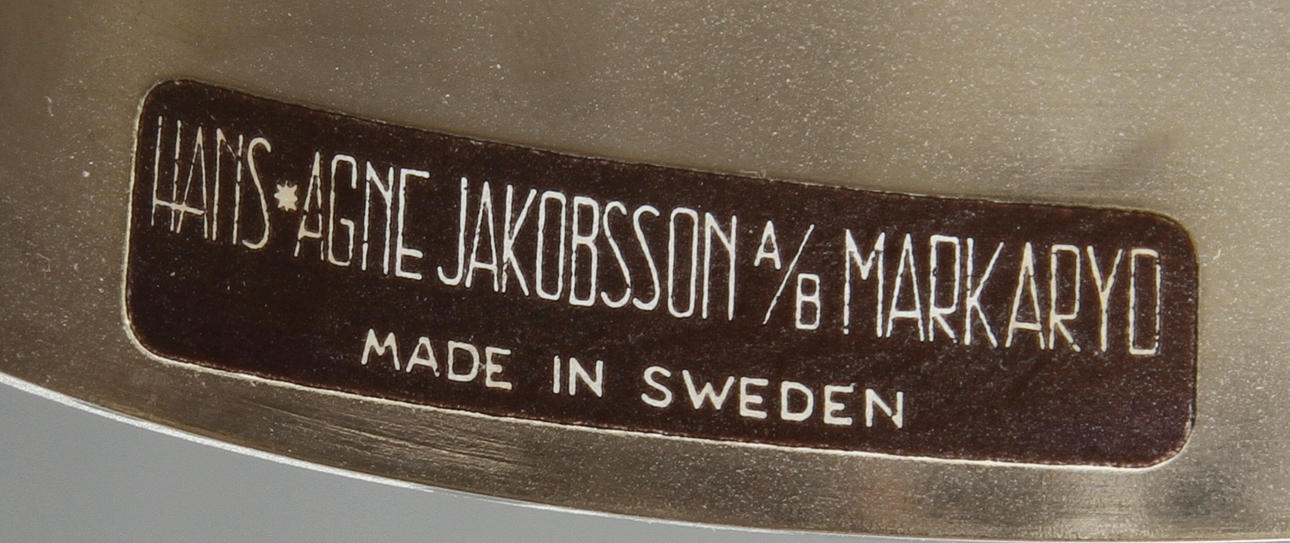 HANS*AGNE JAKOBSSON A/B MARKARYD
MADE IN SWEDEN